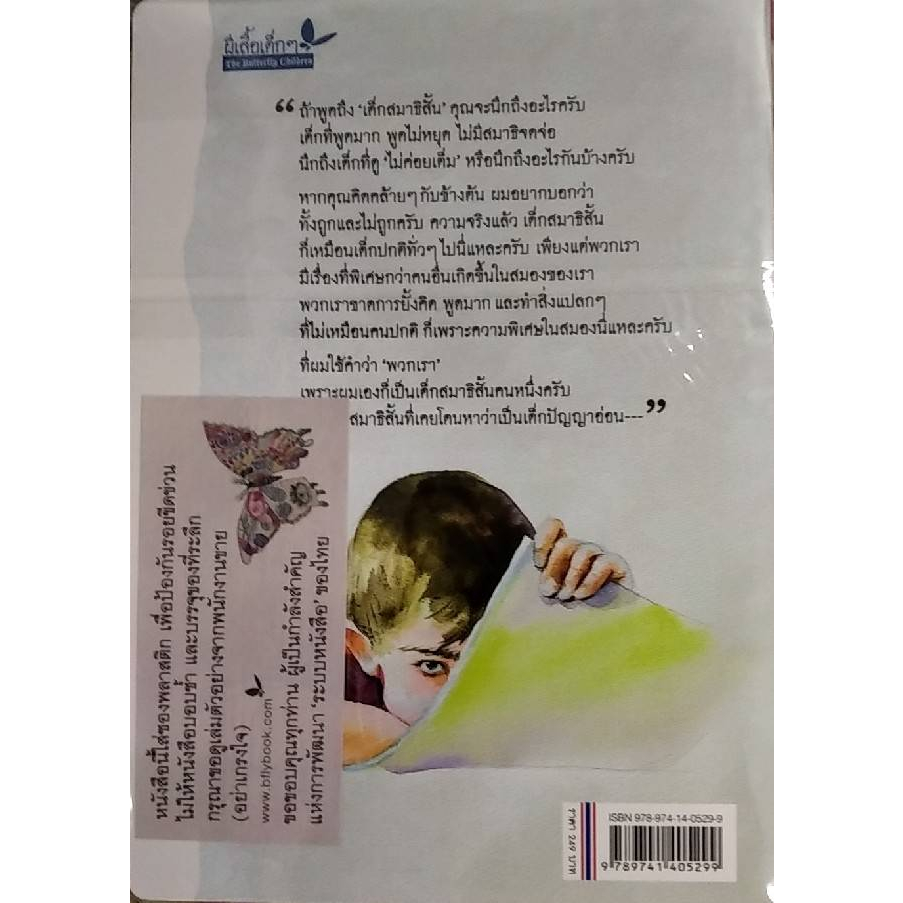 ผีเสื้อเด็กๆ
The Butterfly Children
“ ถ้าพูดถึง ‘เด็กสมาธิสั้น’ คุณจะนึกถึงอะไรครับ
เด็กที่พูดมาก พูดไม่หยุด ไม่มีสมาธิจดจ่อ
นึกถึงเด็กที่ดู ‘ไม่ค่อยเต็ม’ หรือนึกถึงอะไรกันบ้างครับ
หากคุณคิดคล้ายๆ กับข้างต้น ผมอยากบอกว่า
ทั้งถูกและไม่ถูกครับ ความจริงแล้ว เด็กสมาธิสั้น
ก็เหมือนเด็กปกติทั่วๆ ไปนี่แหละครับ เพียงแต่พวกเรา
มีเรื่องที่พิเศษกว่าคนอื่นเกิดขึ้นในสมองของเรา
พวกเราขาดการยั้งคิด พูดมาก และทำสิ่งแปลกๆ
ที่ไม่เหมือนคนปกติ ก็เพราะความพิเศษในสมองนี่แหละครับ
ที่ผมใช้คำว่า ‘พวกเรา’
เพราะผมเองก็เป็นเด็กสมาธิสั้นคนหนึ่งครับ
สมาธิสั้นที่เคยโดนหาว่าเป็นเด็กปัญญาอ่อน--- ”
หนังสือนี้ใส่ซองพลาสติก เพื่อป้องกันรอยขีดข่วน
ไม่ให้หนังสือบอบช้ำ และบรรจุของที่ระลึก
กรุณาขอดูเล่มตัวอย่างจากพนักงานขาย
(อย่าเกรงใจ)
www.bflybook.com
ขอขอบคุณทุกท่าน ผู้เป็นกำลังสำคัญ
แห่งการพัฒนา ‘ระบบหนังสือ’ ของไทย
ราคา 249 บาท
ISBN 978-974-14-0529-9
9 789741 405299